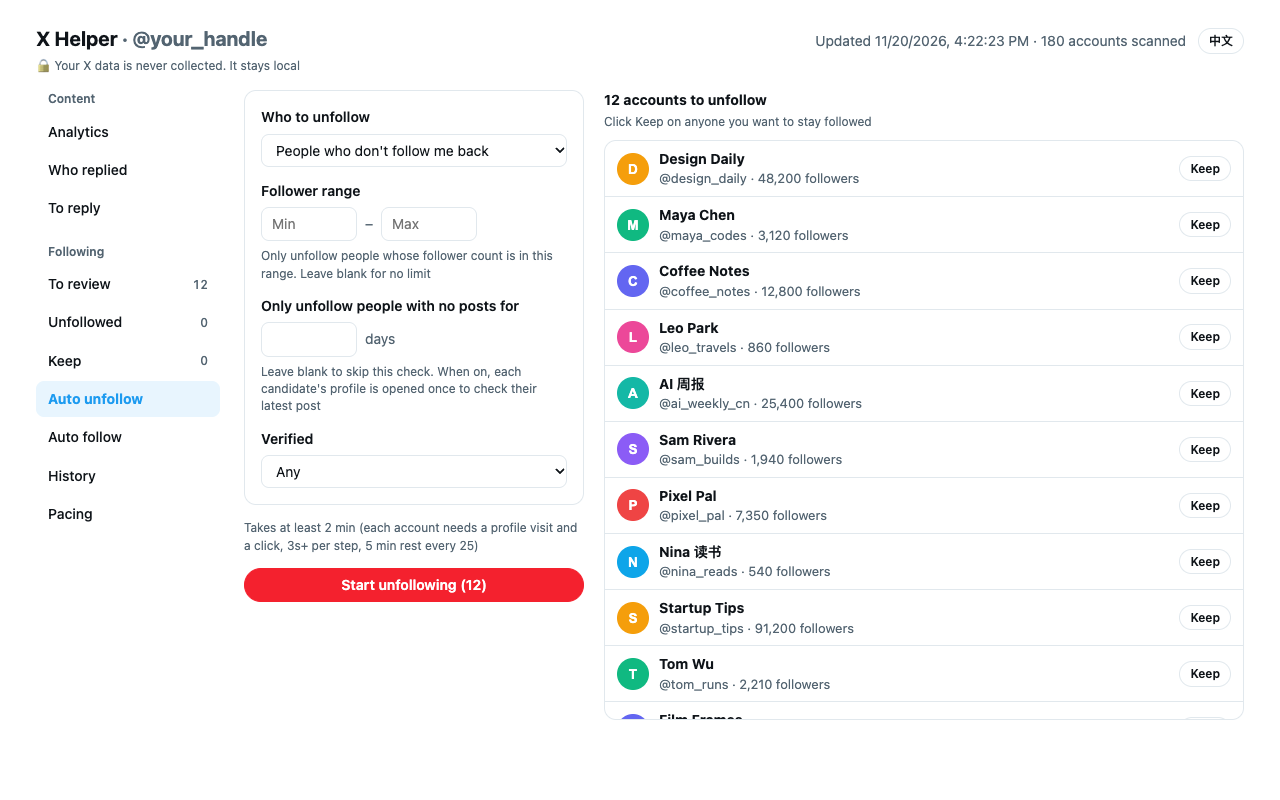 X Helper · @your_handle
Updated 11/20/2026, 4:22:23 PM · 180 accounts scanned
中文
🔒 Your X data is never collected. It stays local
Content
Analytics
Who replied
To reply
Following
To review 12
Unfollowed 0
Keep 0
Auto unfollow
Auto follow
History
Pacing
Who to unfollow
People who don't follow me back
Follower range
Min – Max
Only unfollow people whose follower count is in this
range. Leave blank for no limit
Only unfollow people with no posts for
days
Leave blank to skip this check. When on, each
candidate's profile is opened once to check their
latest post
Verified
Any
Takes at least 2 min (each account needs a profile visit and
a click, 3s+ per step, 5 min rest every 25)
Start unfollowing (12)
12 accounts to unfollow
Click Keep on anyone you want to stay followed
D Design Daily
@design_daily · 48,200 followers
Keep
M Maya Chen
@maya_codes · 3,120 followers
Keep
C Coffee Notes
@coffee_notes · 12,800 followers
Keep
L Leo Park
@leo_travels · 860 followers
Keep
A AI 周报
@ai_weekly_cn · 25,400 followers
Keep
S Sam Rivera
@sam_builds · 1,940 followers
Keep
P Pixel Pal
@pixel_pal · 7,350 followers
Keep
N Nina 读书
@nina_reads · 540 followers
Keep
S Startup Tips
@startup_tips · 91,200 followers
Keep
T Tom Wu
@tom_runs · 2,210 followers
Keep